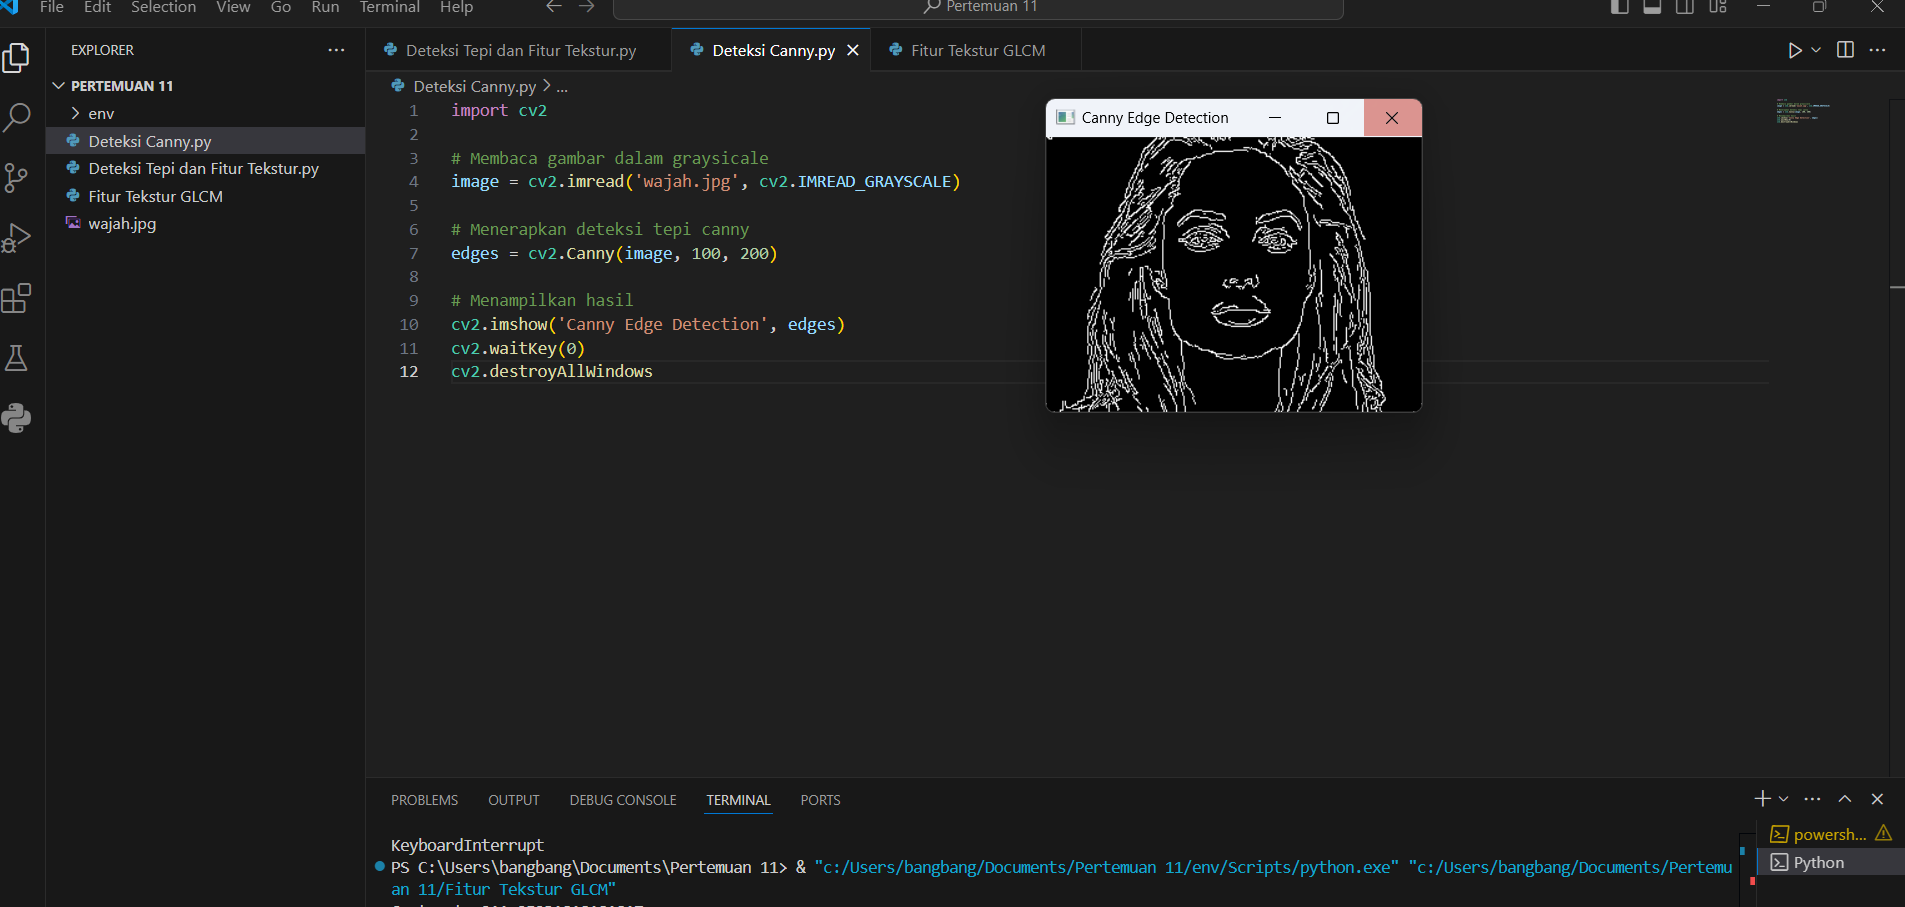 File Edit Selection View Go Run Terminal Help
Pertemuan 11
EXPLORER
PERTEMUAN 11
env
Deteksi Canny.py
Deteksi Tepi dan Fitur Tekstur.py
Fitur Tekstur GLCM
wajah.jpg
Deteksi Tepi dan Fitur Tekstur.py
Deteksi Canny.py
Fitur Tekstur GLCM
Deteksi Canny.py > ...
1 import cv2
2
3 # Membaca gambar dalam graysicale
4 image = cv2.imread('wajah.jpg', cv2.IMREAD_GRAYSCALE)
5
6 # Menerapkan deteksi tepi canny
7 edges = cv2.Canny(image, 100, 200)
8
9 # Menampilkan hasil
10 cv2.imshow('Canny Edge Detection', edges)
11 cv2.waitKey(0)
12 cv2.destroyAllWindows
Canny Edge Detection
PROBLEMS OUTPUT DEBUG CONSOLE TERMINAL PORTS
KeyboardInterrupt
PS C:\Users\bangbang\Documents\Pertemuan 11> & "c:/Users/bangbang/Documents/Pertemuan 11/env/Scripts/python.exe" "c:/Users/bangbang/Documents/Pertemu
an 11/Fitur Tekstur GLCM"
powersh...
Python